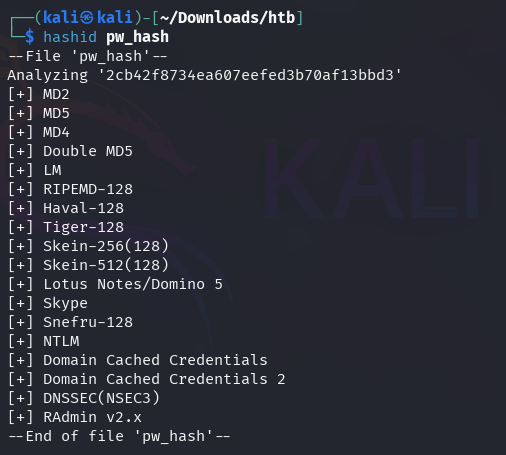 ┌──(kali㉿kali)-[~/Downloads/htb]
└─$ hashid pw_hash
--File 'pw_hash'--
Analyzing '2cb42f8734ea607eefed3b70af13bbd3'
[+] MD2
[+] MD5
[+] MD4
[+] Double MD5
[+] LM
[+] RIPEMD-128
[+] Haval-128
[+] Tiger-128
[+] Skein-256(128)
[+] Skein-512(128)
[+] Lotus Notes/Domino 5
[+] Skype
[+] Snefru-128
[+] NTLM
[+] Domain Cached Credentials
[+] Domain Cached Credentials 2
[+] DNSSEC(NSEC3)
[+] RAdmin v2.x
--End of file 'pw_hash'--
KALI